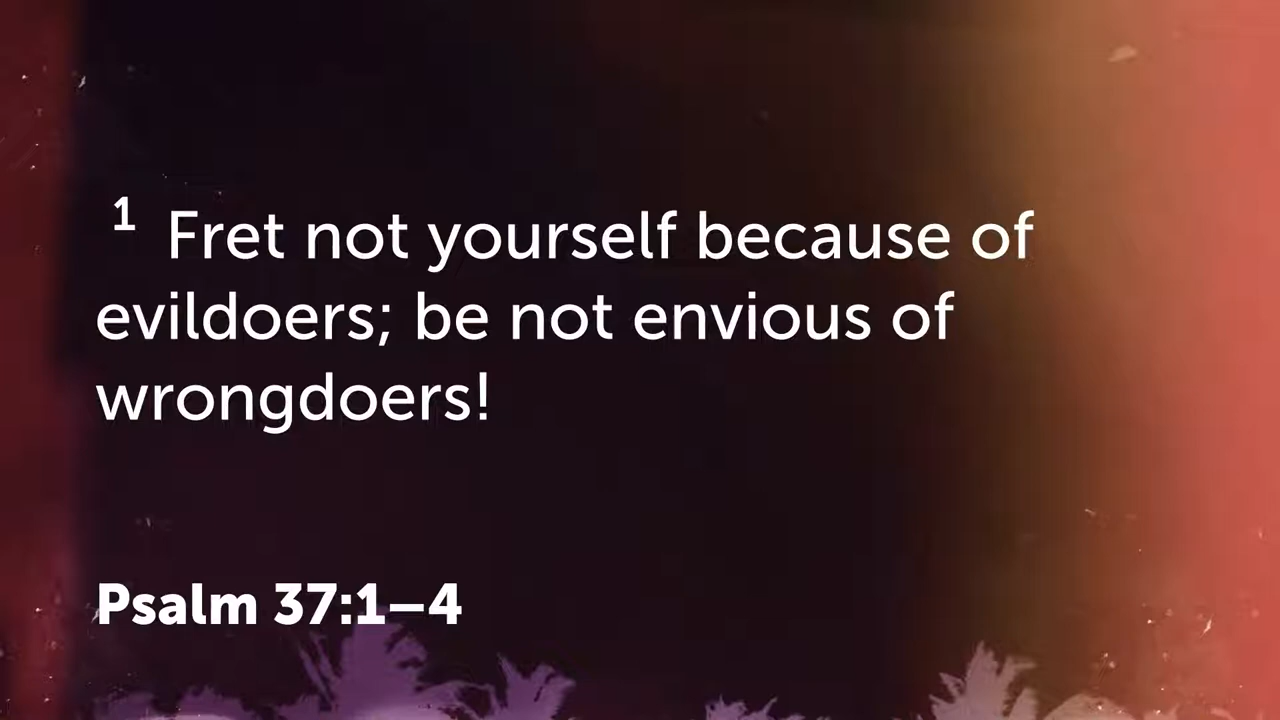 1 Fret not yourself because of
evildoers; be not envious of
wrongdoers!
Psalm 37:1–4